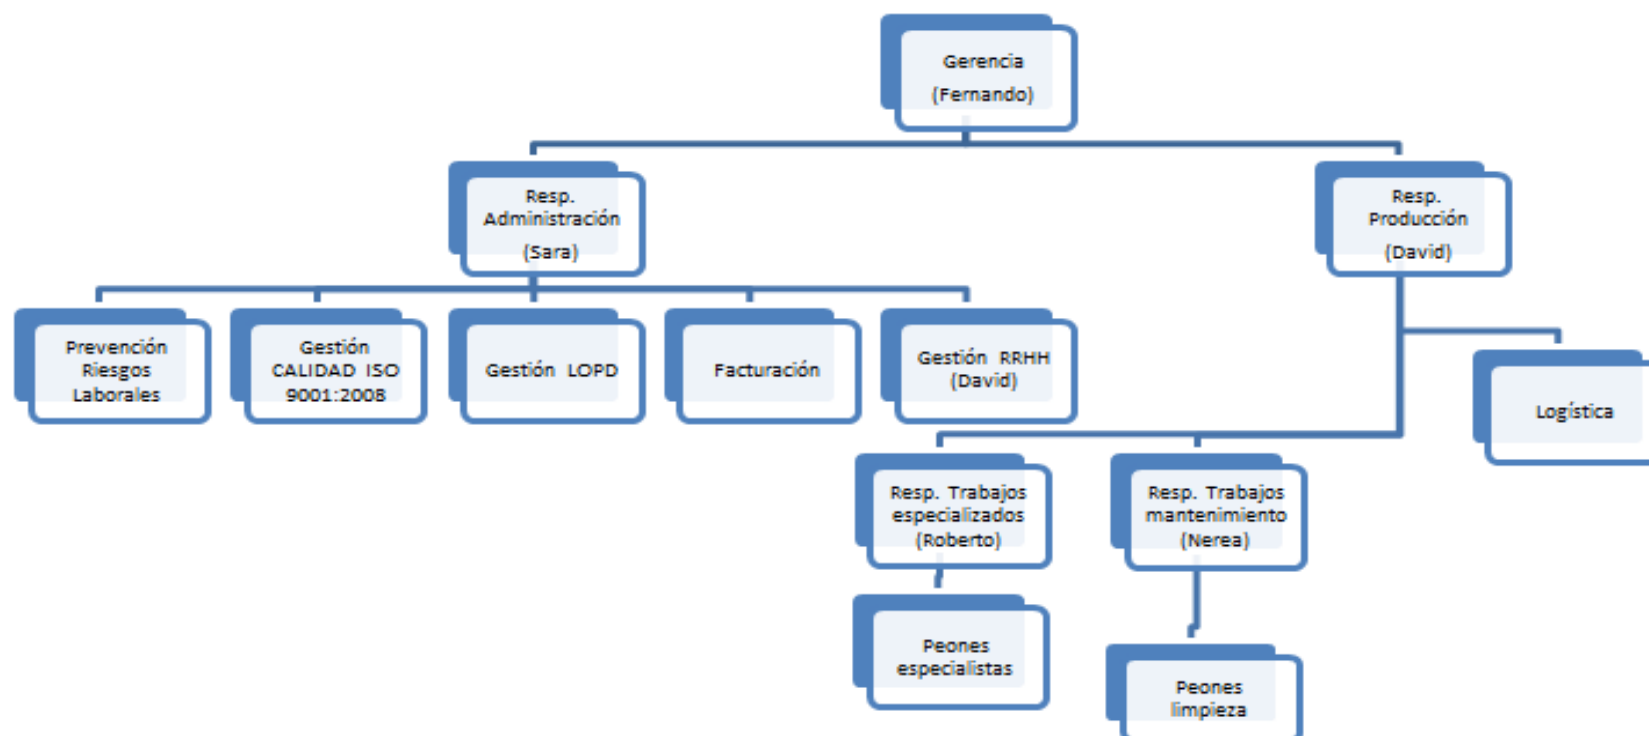 Gerencia
(Fernando)
Resp.
Administración
(Sara)
Resp.
Producción
(David)
Prevención
Riesgos
Laborales
Gestión
CALIDAD ISO
9001:2008
Gestión LOPD
Facturación
Gestión RRHH
(David)
Logística
Resp. Trabajos
especializados
(Roberto)
Resp. Trabajos
mantenimiento
(Nerea)
Peones
especialistas
Peones
limpieza